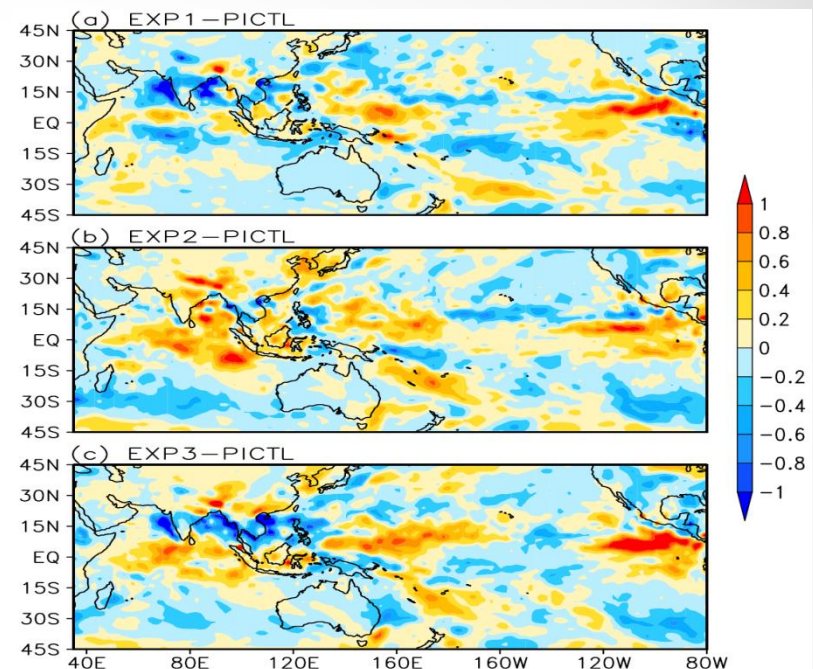 (a) EXP1−PICTL
45N
30N
15N
EQ
15S
30S
45S
(b) EXP2−PICTL
45N
30N
15N
EQ
15S
30S
45S
(c) EXP3−PICTL
45N
30N
15N
EQ
15S
30S
45S
40E 80E 120E 160E 160W 120W 80W
1
0.8
0.6
0.4
0.2
0
−0.2
−0.4
−0.6
−0.8
−1